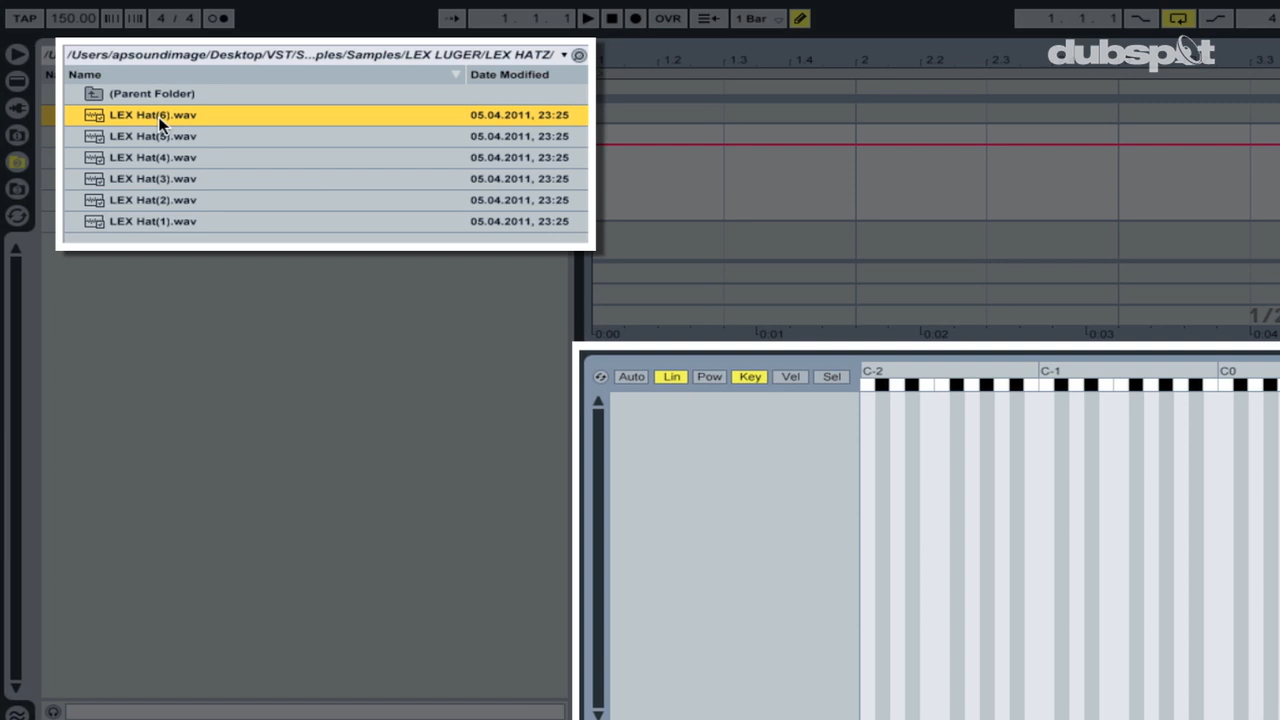 TAP 150.00 4 / 4 1. 1. 1 OVR 1 Bar 1. 1. 1 4
dubspot
/Users/apsoundimage/Desktop/VST/S...ples/Samples/LEX LUGER/LEX HATZ/
Name Date Modified
(Parent Folder)
LEX Hat(6).wav 05.04.2011, 23:25
LEX Hat(5).wav 05.04.2011, 23:25
LEX Hat(4).wav 05.04.2011, 23:25
LEX Hat(3).wav 05.04.2011, 23:25
LEX Hat(2).wav 05.04.2011, 23:25
LEX Hat(1).wav 05.04.2011, 23:25
1 1.2 1.3 1.4 2 2.2 2.3 3.3
1/2
0:00 0:01 0:02 0:03 0:04
Auto Lin Pow Key Vel Sel
C-2 C-1 C0